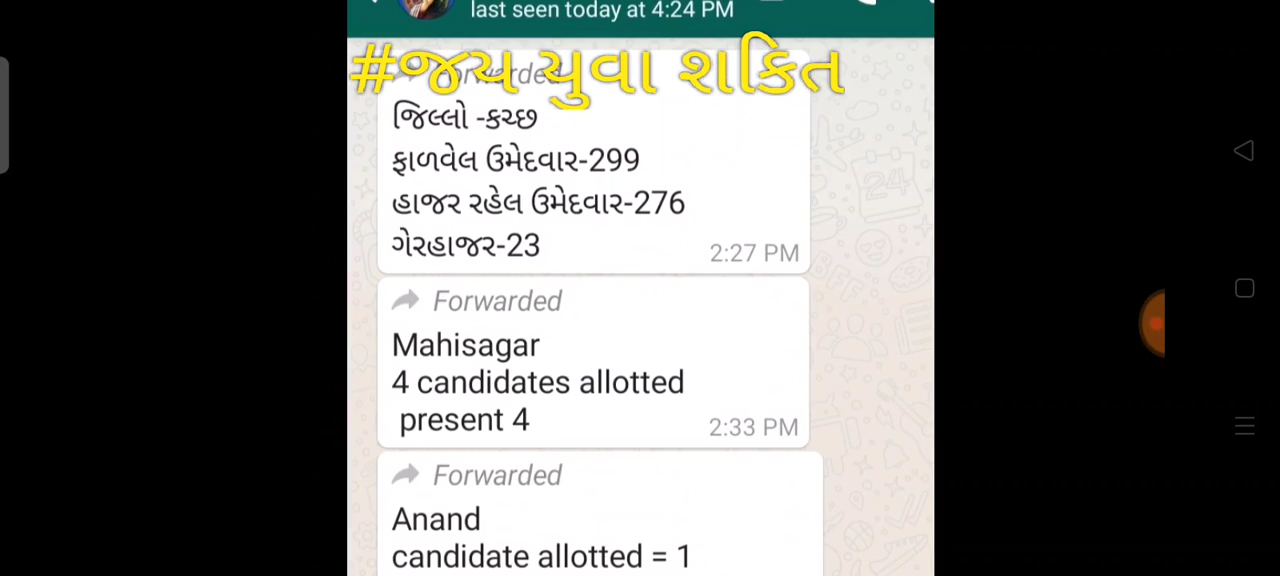 last seen today at 4:24 PM
#જય યુવા શકિત
Forwarded
જિલ્લો -કચ્છ
ફાળવેલ ઉમેદવાર-299
હાજર રહેલ ઉમેદવાર-276
ગેરહાજર-23
2:27 PM
Forwarded
Mahisagar
4 candidates allotted
present 4
2:33 PM
Forwarded
Anand
candidate allotted = 1